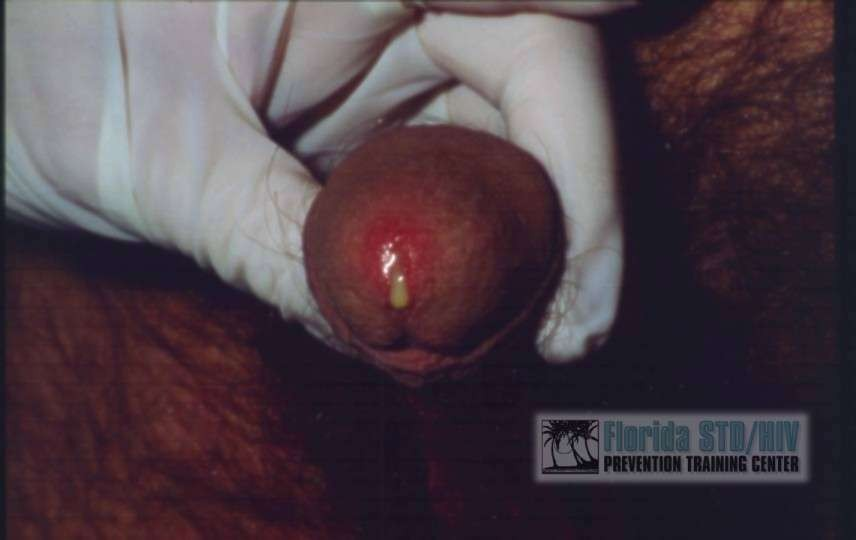 Florida STD/HIV
PREVENTION TRAINING CENTER